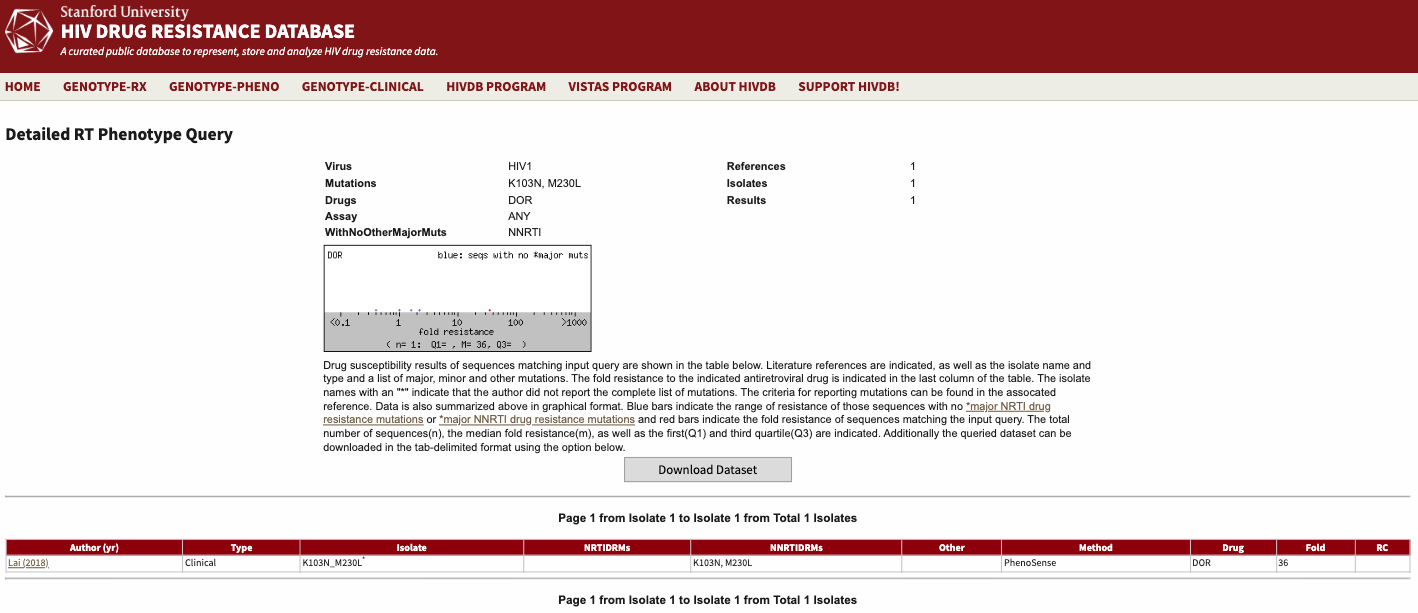 Stanford University
HIV DRUG RESISTANCE DATABASE
A curated public database to represent, store and analyze HIV drug resistance data.
HOME GENOTYPE-RX GENOTYPE-PHENO GENOTYPE-CLINICAL HIVDB PROGRAM VISTAS PROGRAM ABOUT HIVDB SUPPORT HIVDB!
Detailed RT Phenotype Query
Virus HIV1 References 1
Mutations K103N, M230L Isolates 1
Drugs DOR Results 1
Assay ANY
WithNoOtherMajorMuts NNRTI
DOR blue: seqs with no *major muts
<0.1 1 10 100 >1000
fold resistance
( n= 1: Q1= , M= 36, Q3= )
Drug susceptibility results of sequences matching input query are shown in the table below. Literature references are indicated, as well as the isolate name and
type and a list of major, minor and other mutations. The fold resistance to the indicated antiretroviral drug is indicated in the last column of the table. The isolate
names with an "*" indicate that the author did not report the complete list of mutations. The criteria for reporting mutations can be found in the assocated
reference. Data is also summarized above in graphical format. Blue bars indicate the range of resistance of those sequences with no *major NRTI drug
resistance mutations or *major NNRTI drug resistance mutations and red bars indicate the fold resistance of sequences matching the input query. The total
number of sequences(n), the median fold resistance(m), as well as the first(Q1) and third quartile(Q3) are indicated. Additionally the queried dataset can be
downloaded in the tab-delimited format using the option below.
Download Dataset
Page 1 from Isolate 1 to Isolate 1 from Total 1 Isolates
Author (yr) Type Isolate NRTIDRMs NNRTIDRMs Other Method Drug Fold RC
Lai (2018) Clinical K103N_M230L* K103N, M230L PhenoSense DOR 36
Page 1 from Isolate 1 to Isolate 1 from Total 1 Isolates